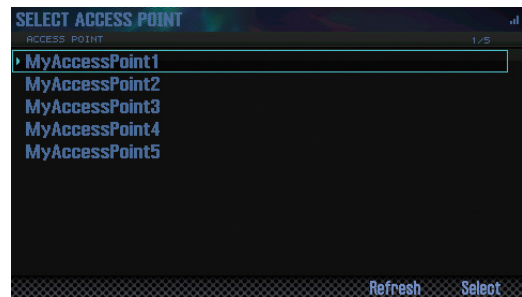 SELECT ACCESS POINT
ACCESS POINT 1/5
MyAccessPoint1
MyAccessPoint2
MyAccessPoint3
MyAccessPoint4
MyAccessPoint5
Refresh Select